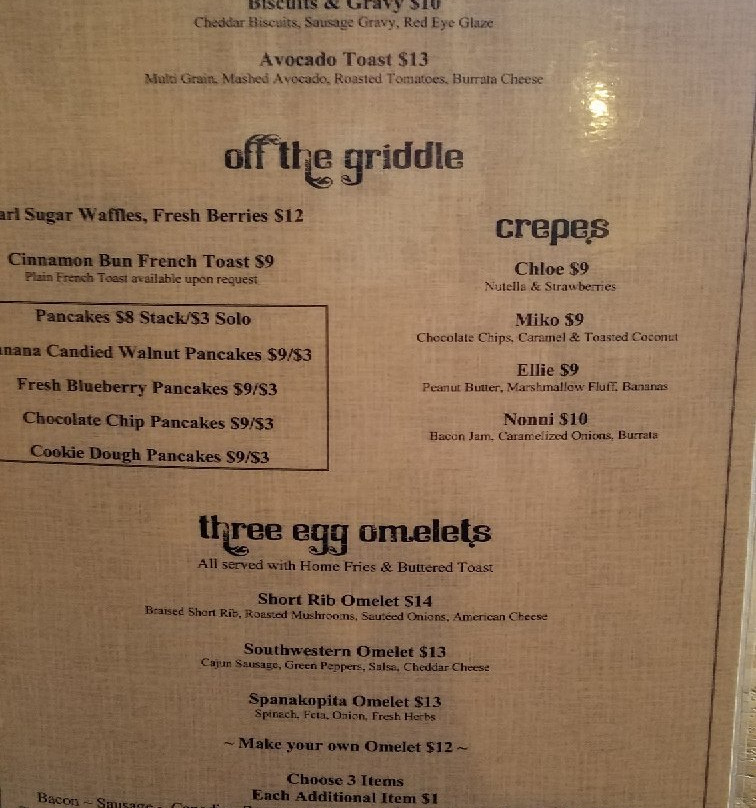 Biscuits & Gravy $10
Cheddar Biscuits, Sausage Gravy, Red Eye Glaze
Avocado Toast $13
Multi Grain, Mashed Avocado, Roasted Tomatoes, Burrata Cheese
off the griddle
Sugar Waffles, Fresh Berries $12
Cinnamon Bun French Toast $9
Plain French Toast available upon request
Pancakes $8 Stack/$3 Solo
Candied Walnut Pancakes $9/$3
Fresh Blueberry Pancakes $9/$3
Chocolate Chip Pancakes $9/$3
Cookie Dough Pancakes $9/$3
crepes
Chloe $9
Nutella & Strawberries
Miko $9
Chocolate Chips, Caramel & Toasted Coconut
Ellie $9
Peanut Butter, Marshmallow Fluff, Bananas
Nonni $10
Bacon Jam, Caramelized Onions, Burrata
three egg omelets
All served with Home Fries & Buttered Toast
Short Rib Omelet $14
Braised Short Rib, Roasted Mushrooms, Sautéed Onions, American Cheese
Southwestern Omelet $13
Cajun Sausage, Green Peppers, Salsa, Cheddar Cheese
Spanakopita Omelet $13
Spinach, Feta, Onion, Fresh Herbs
~ Make your own Omelet $12 ~
Choose 3 Items
Each Additional Item $1
Bacon ~ Sausage ~